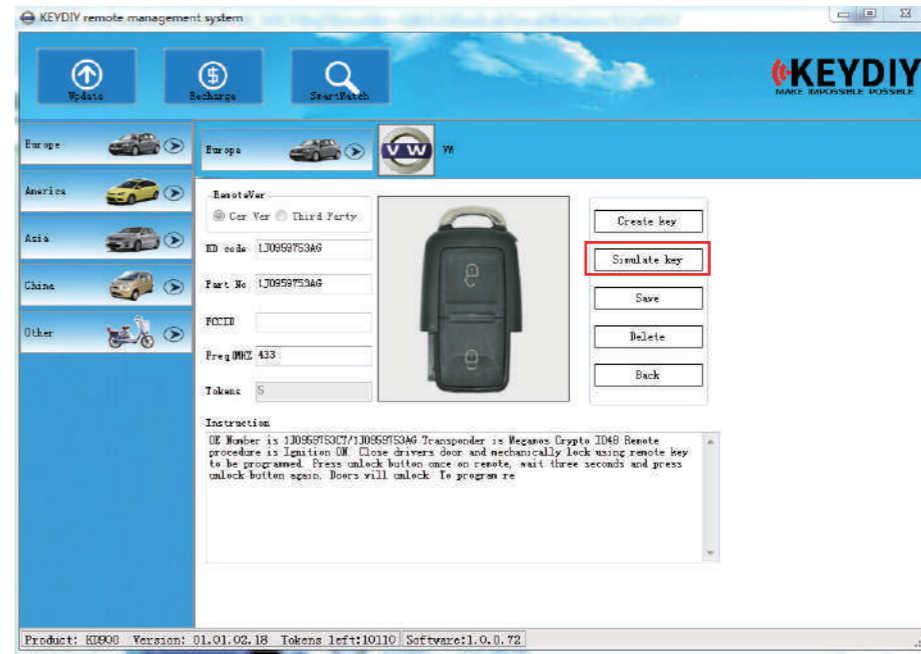 KEYDIY remote management system
Update
Recharge
SmartMatch
KEYDIY
MAKE IMPOSSIBLE POSSIBLE
Europe
America
Asia
China
Other
Europe
VW
VW
RemoteVer
Car Ver
Third Party
KD code 1J0959753AG
Part No 1J0959753AG
FCCID
Freq(MHZ 433
Tokens 5
Create key
Simulate key
Save
Delete
Back
Instruction
OE Number is 1J0959753CT/1J0959753AG Transponder is Megamos Crypto ID48 Remote
procedure is Ignition ON. Close drivers door and mechanically lock using remote key
to be programmed. Press unlock button once on remote, wait three seconds and press
unlock button again. Doors will unlock. To program re
Product: KD900 Version: 01.01.02.18 Tokens left:10110 Software:1.0.0.72